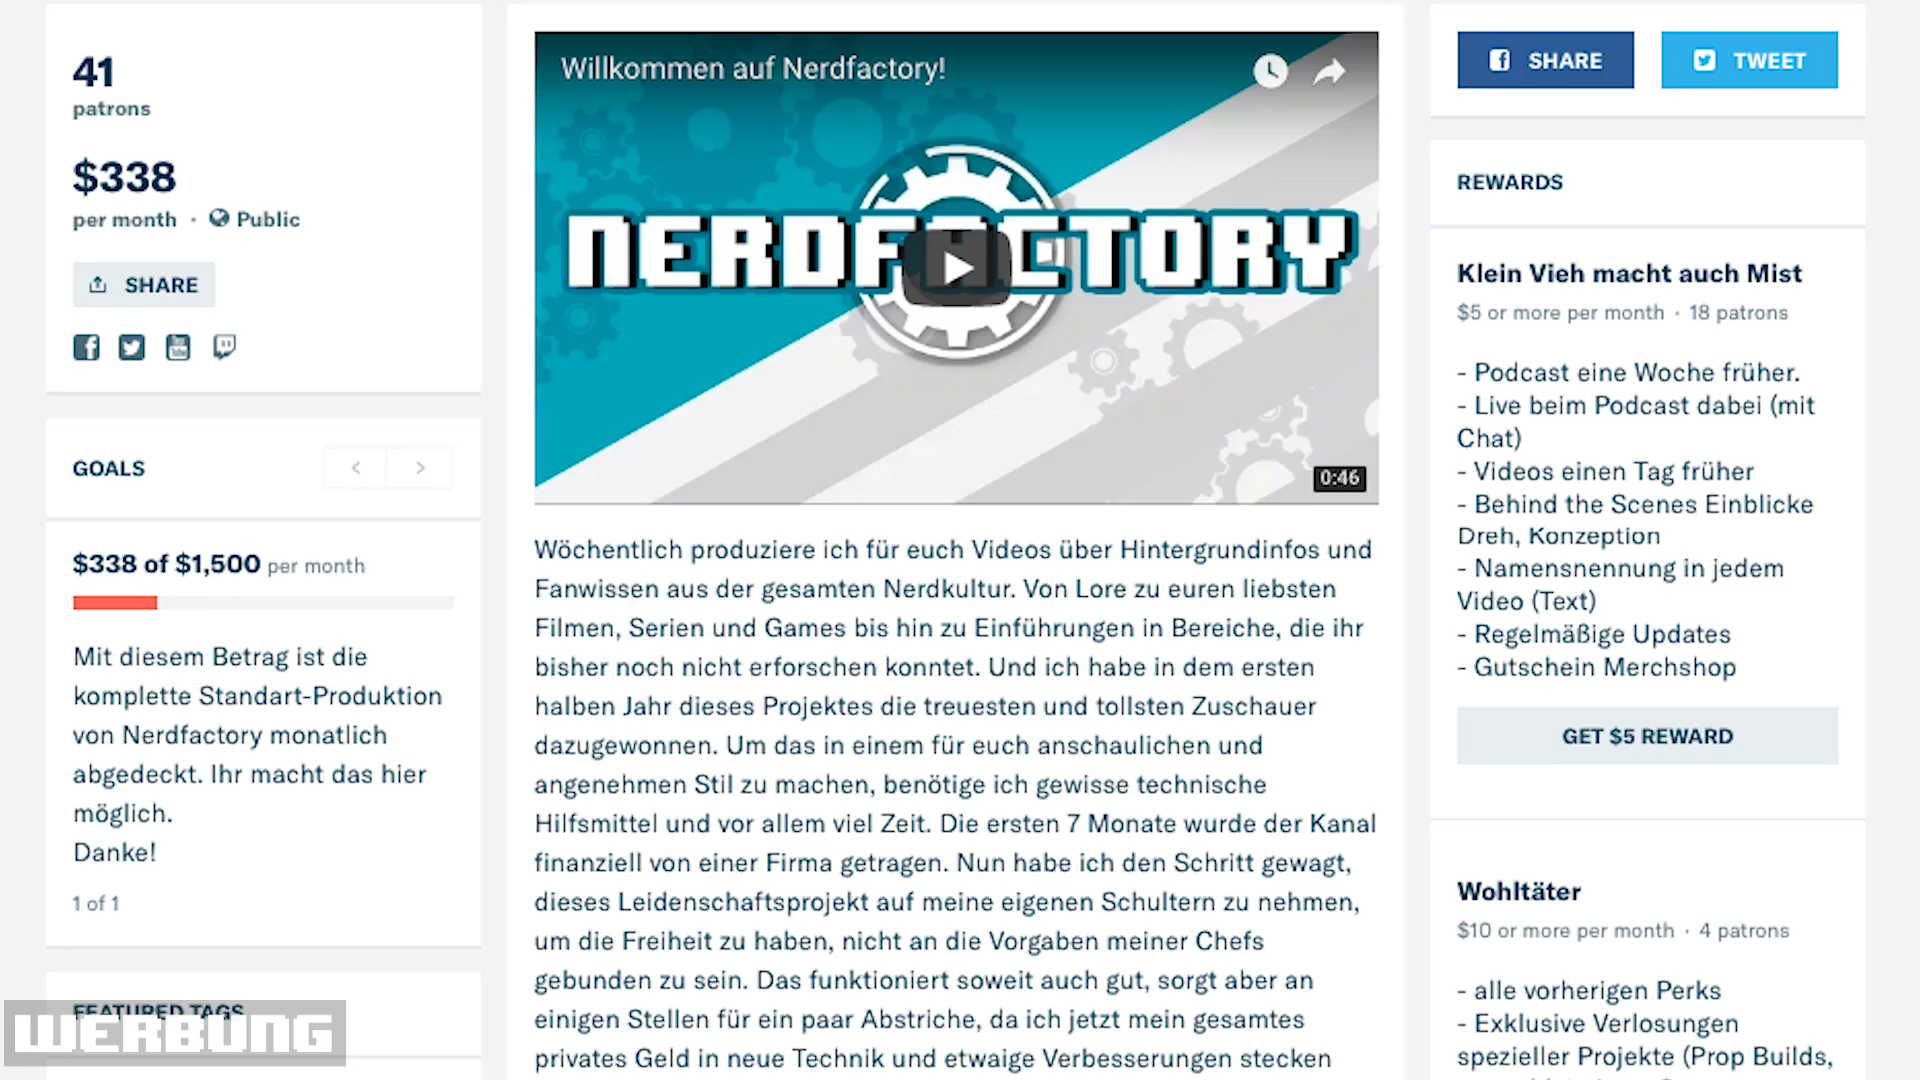 41
patrons
$338
per month · Public
SHARE
GOALS
$338 of $1,500 per month
Mit diesem Betrag ist die
komplette Standart-Produktion
von Nerdfactory monatlich
abgedeckt. Ihr macht das hier
möglich.
Danke!
1 of 1
FEATURED TAGS
WERBUNG
Willkommen auf Nerdfactory!
NERDFACTORY
0:46
Wöchentlich produziere ich für euch Videos über Hintergrundinfos und
Fanwissen aus der gesamten Nerdkultur. Von Lore zu euren liebsten
Filmen, Serien und Games bis hin zu Einführungen in Bereiche, die ihr
bisher noch nicht erforschen konntet. Und ich habe in dem ersten
halben Jahr dieses Projektes die treuesten und tollsten Zuschauer
dazugewonnen. Um das in einem für euch anschaulichen und
angenehmen Stil zu machen, benötige ich gewisse technische
Hilfsmittel und vor allem viel Zeit. Die ersten 7 Monate wurde der Kanal
finanziell von einer Firma getragen. Nun habe ich den Schritt gewagt,
dieses Leidenschaftsprojekt auf meine eigenen Schultern zu nehmen,
um die Freiheit zu haben, nicht an die Vorgaben meiner Chefs
gebunden zu sein. Das funktioniert soweit auch gut, sorgt aber an
einigen Stellen für ein paar Abstriche, da ich jetzt mein gesamtes
privates Geld in neue Technik und etwaige Verbesserungen stecken
SHARE
TWEET
REWARDS
Klein Vieh macht auch Mist
$5 or more per month · 18 patrons
- Podcast eine Woche früher.
- Live beim Podcast dabei (mit
Chat)
- Videos einen Tag früher
- Behind the Scenes Einblicke
Dreh, Konzeption
- Namensnennung in jedem
Video (Text)
- Regelmäßige Updates
- Gutschein Merchshop
GET $5 REWARD
Wohltäter
$10 or more per month · 4 patrons
- alle vorherigen Perks
- Exklusive Verlosungen
spezieller Projekte (Prop Builds,